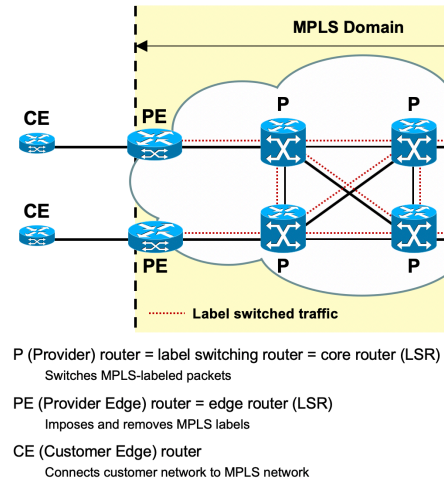 MPLS Domain
P P
CE PE
CE
PE P P
Label switched traffic
P (Provider) router = label switching router = core router (LSR)
Switches MPLS-labeled packets
PE (Provider Edge) router = edge router (LSR)
Imposes and removes MPLS labels
CE (Customer Edge) router
Connects customer network to MPLS network